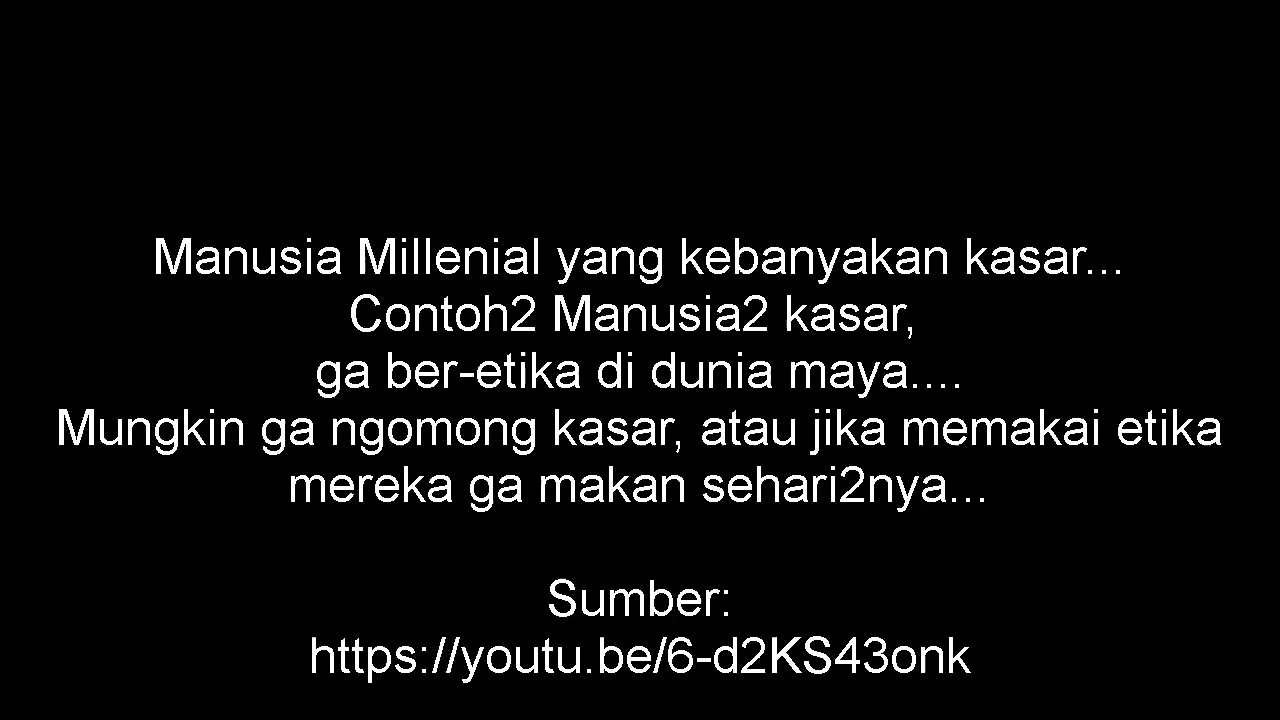 Manusia Millenial yang kebanyakan kasar...
Contoh2 Manusia2 kasar,
ga ber-etika di dunia maya....
Mungkin ga ngomong kasar, atau jika memakai etika
mereka ga makan sehari2nya...
Sumber:
https://youtu.be/6-d2KS43onk